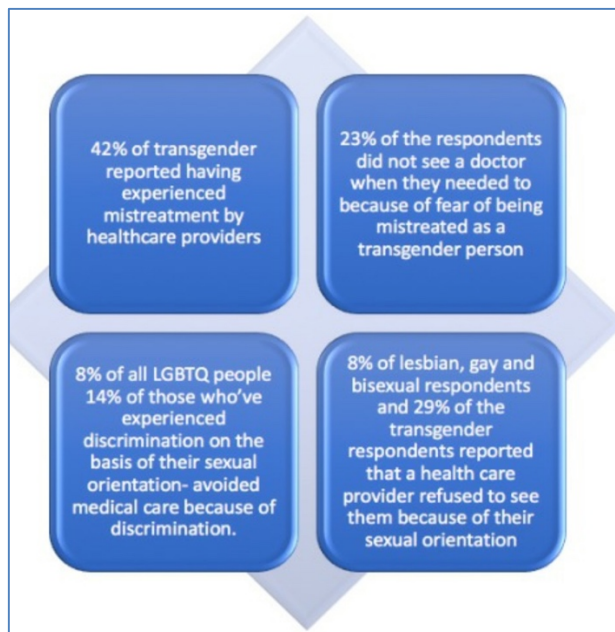 42% of transgender
reported having
experienced
mistreatment by
healthcare providers
23% of the respondents
did not see a doctor
when they needed to
because of fear of being
mistreated as a
transgender person
8% of all LGBTQ people
14% of those who've
experienced
discrimination on the
basis of their sexual
orientation- avoided
medical care because of
discrimination.
8% of lesbian, gay and
bisexual respondents
and 29% of the
transgender
respondents reported
that a health care
provider refused to see
them because of their
sexual orientation